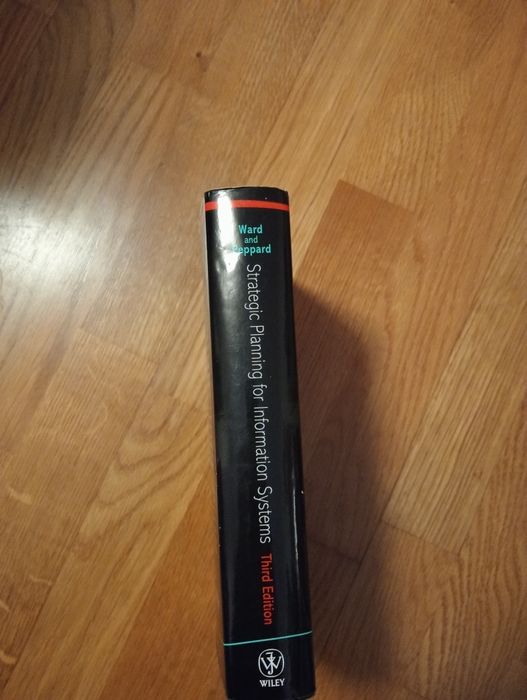 Ward
and
Peppard
Strategic Planning for Information Systems Third Edition
WILEY